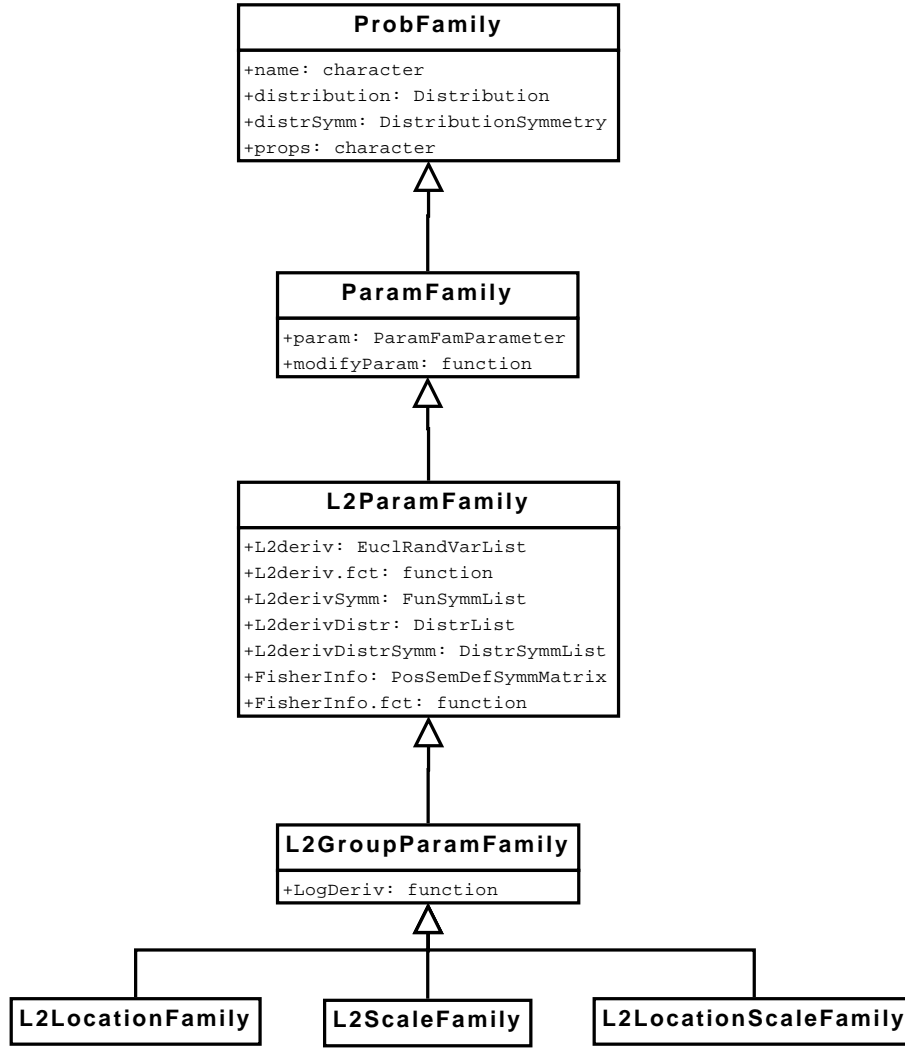 ProbFamily
+name: character
+distribution: Distribution
+distrSymm: DistributionSymmetry
+props: character
ParamFamily
+param: ParamFamParameter
+modifyParam: function
L2ParamFamily
+L2deriv: EuclRandVarList
+L2deriv.fct: function
+L2derivSymm: FunSymmList
+L2derivDistr: DistrList
+L2derivDistrSymm: DistrSymmList
+FisherInfo: PosSemDefSymmMatrix
+FisherInfo.fct: function
L2GroupParamFamily
+LogDeriv: function
L2LocationFamily
L2ScaleFamily
L2LocationScaleFamily